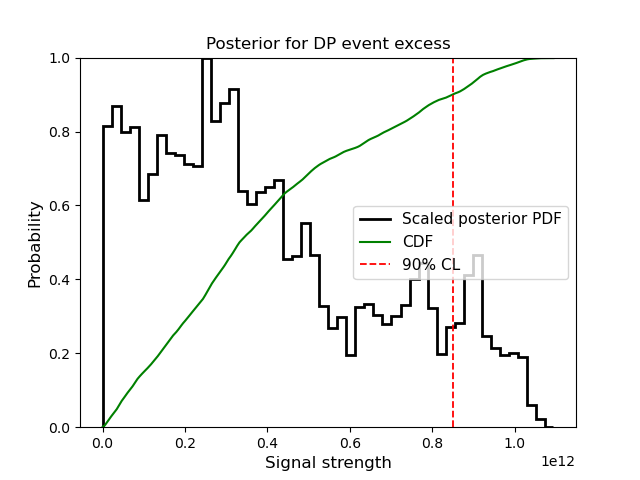 Posterior for DP event excess
Probability
1.0
0.8
0.6
0.4
0.2
0.0
Scaled posterior PDF
CDF
90% CL
0.0 0.2 0.4 0.6 0.8 1.0
1e12
Signal strength